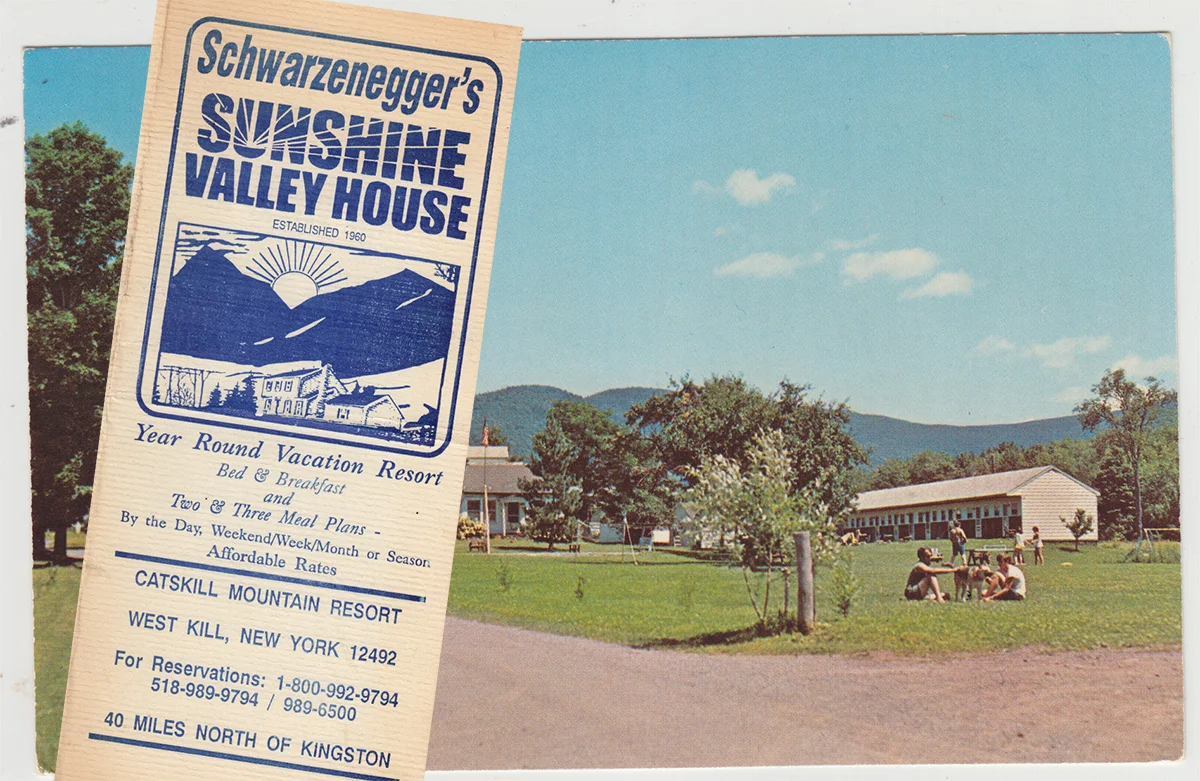 Schwarzenegger's
SUNSHINE
VALLEY HOUSE
ESTABLISHED 1960
Year Round Vacation Resort
Bed & Breakfast
and
Two & Three Meal Plans -
By the Day, Weekend/Week/Month or Season
Affordable Rates
CATSKILL MOUNTAIN RESORT
WEST KILL, NEW YORK 12492
For Reservations: 1-800-992-9794
518-989-9794 / 989-6500
40 MILES NORTH OF KINGSTON